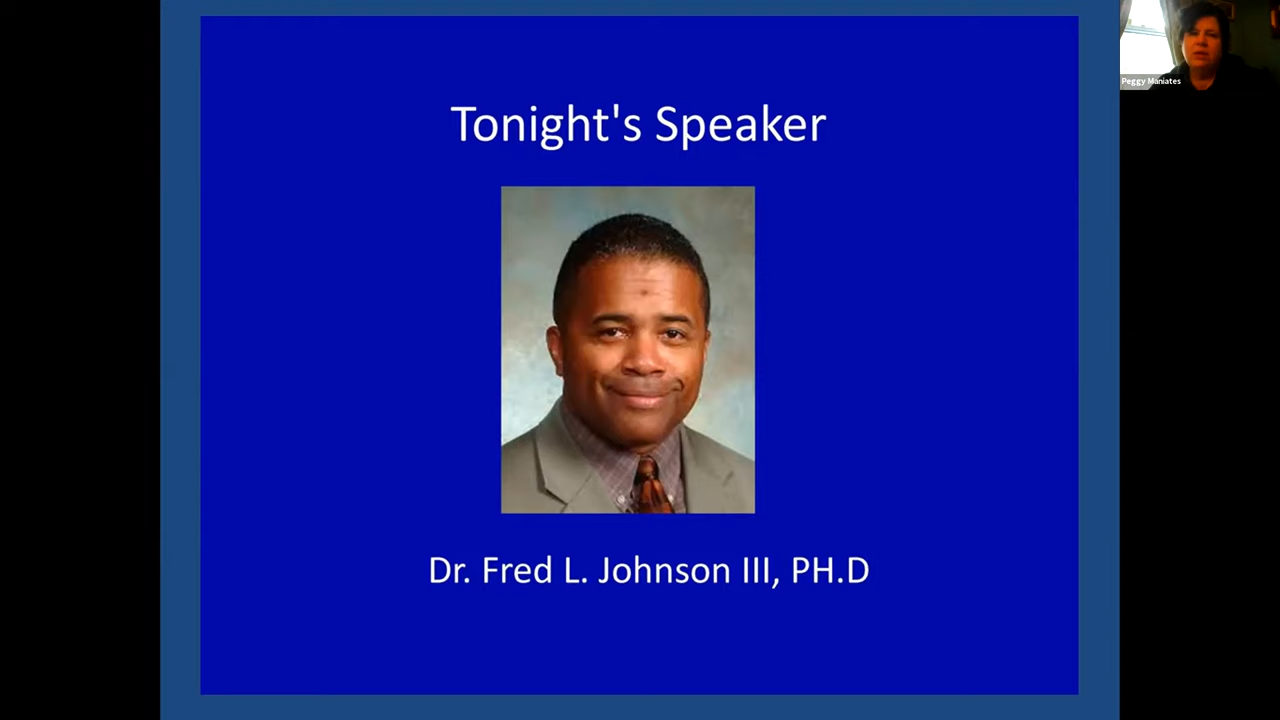 Tonight's Speaker
Dr. Fred L. Johnson III, PH.D
Peggy Maniates